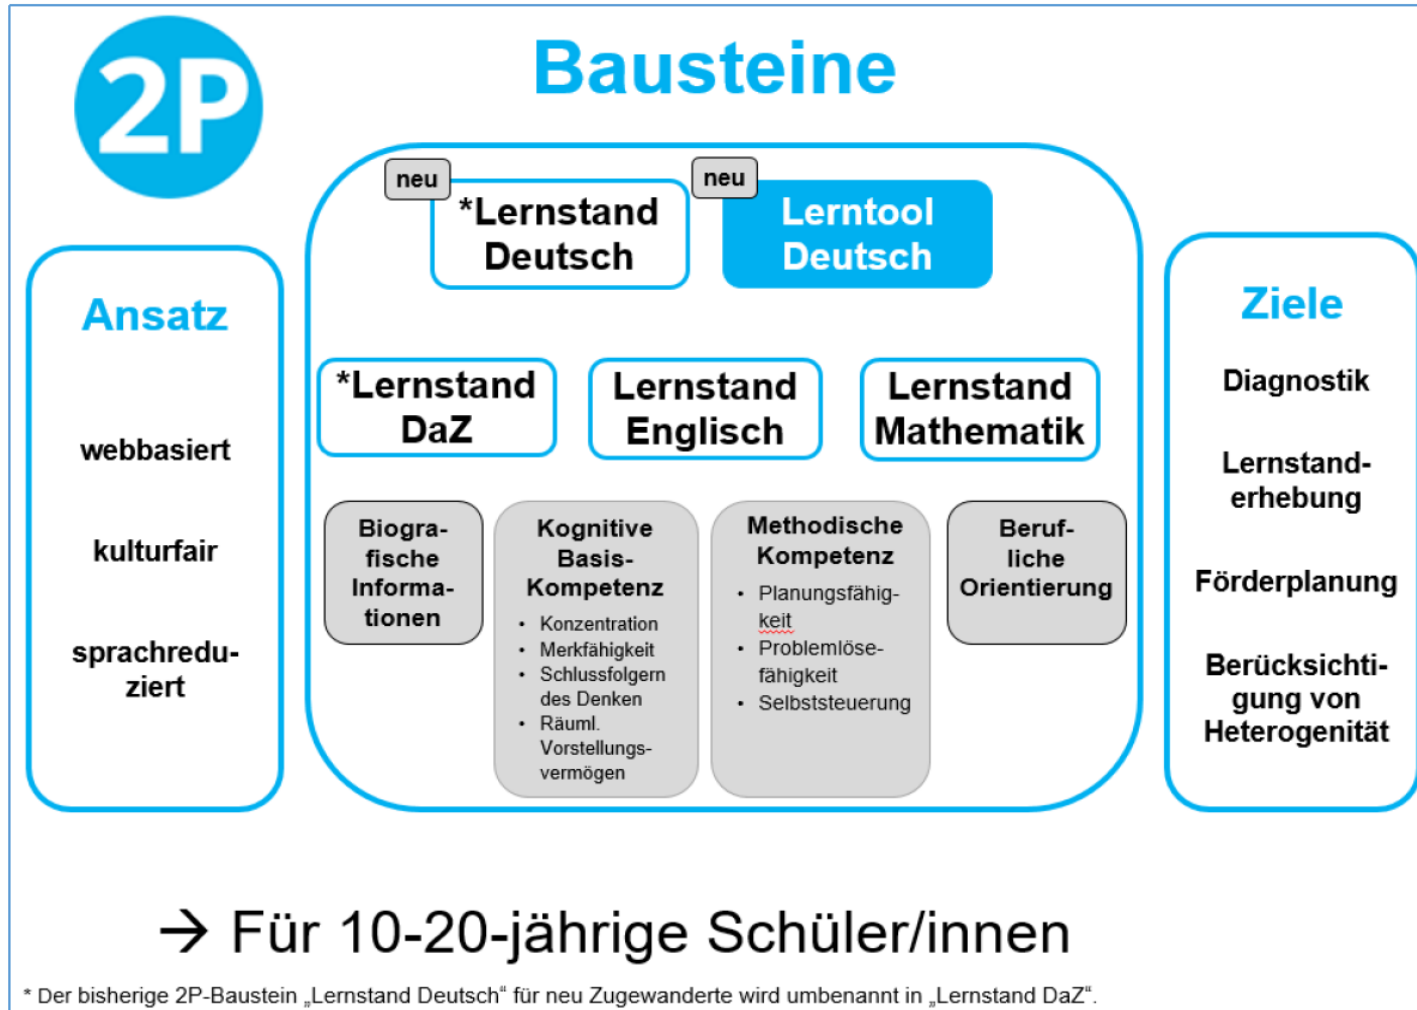 2P
Bausteine
neu
*Lernstand
Deutsch
neu
Lerntool
Deutsch
Ansatz
webbasiert
kulturfair
sprachredu-
ziert
*Lernstand
DaZ
Lernstand
Englisch
Lernstand
Mathematik
Biogra-
fische
Informa-
tionen
Kognitive
Basis-
Kompetenz
• Konzentration
• Merkfähigkeit
• Schlussfolgern
des Denken
• Räuml.
Vorstellungs-
vermögen
Methodische
Kompetenz
• Planungsfähig-
keit
• Problemlöse-
fähigkeit
• Selbststeuerung
Beruf-
liche
Orientierung
Ziele
Diagnostik
Lernstand-
erhebung
Förderplanung
Berücksichti-
gung von
Heterogenität
→ Für 10-20-jährige Schüler/innen
* Der bisherige 2P-Baustein „Lernstand Deutsch“ für neu Zugewanderte wird umbenannt in „Lernstand DaZ“.